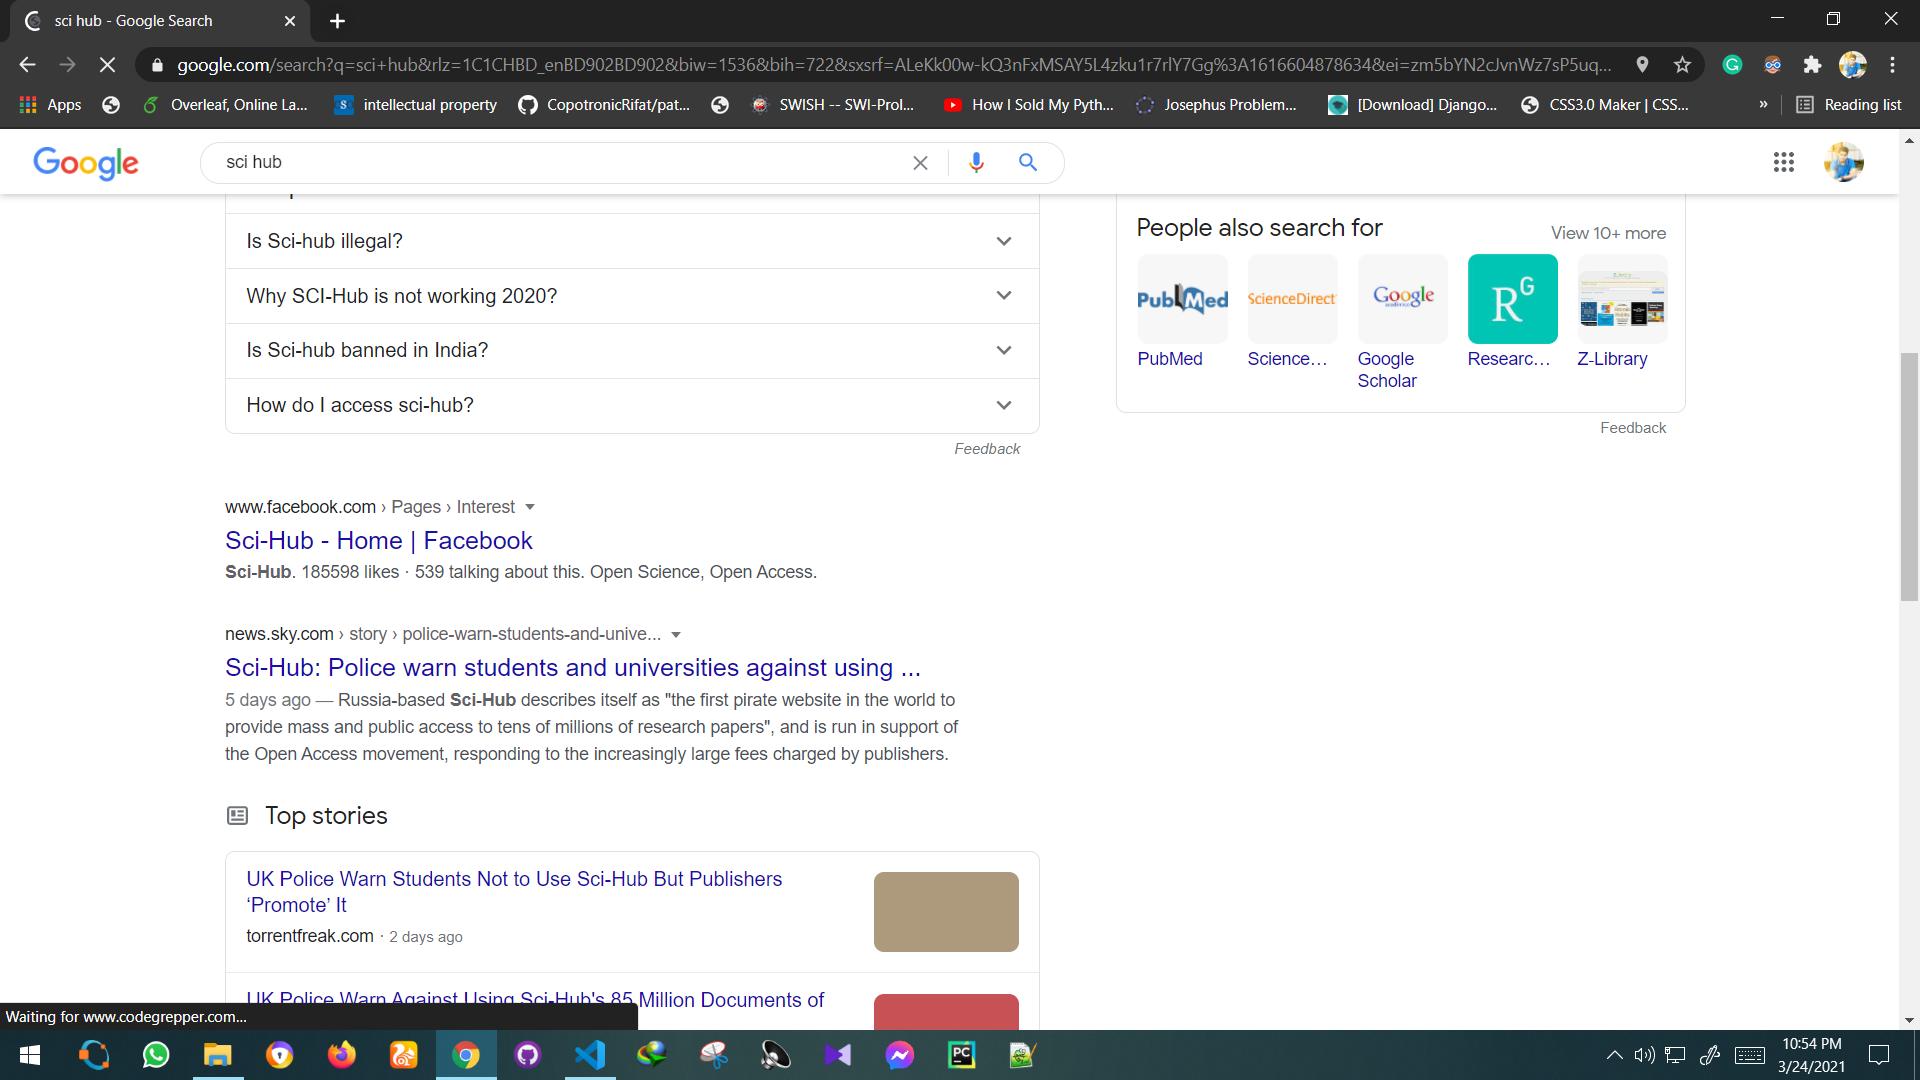 sci hub - Google Search
google.com/search?q=sci+hub&rlz=1C1CHBD_enBD902BD902&biw=1536&bih=722&sxsrf=ALeKk00w-kQ3nFxMSAY5L4zku1r7rlY7Gg%3A1616604878634&ei=zm5bYN2cJvnWz7sP5uq...
Apps
Overleaf, Online La...
intellectual property
CopotronicRifat/pat...
SWISH -- SWI-Prol...
How I Sold My Pyth...
Josephus Problem...
[Download] Django...
CSS3.0 Maker | CSS...
»
Reading list
Google
sci hub
Is Sci-hub illegal?
Why SCI-Hub is not working 2020?
Is Sci-hub banned in India?
How do I access sci-hub?
Feedback
People also search for
View 10+ more
PubMed
ScienceDirect
Google
RG
PubMed
Science...
Google Scholar
Researc...
Z-Library
Feedback
www.facebook.com › Pages › Interest
Sci-Hub - Home | Facebook
Sci-Hub. 185598 likes · 539 talking about this. Open Science, Open Access.
news.sky.com › story › police-warn-students-and-unive...
Sci-Hub: Police warn students and universities against using ...
5 days ago — Russia-based Sci-Hub describes itself as "the first pirate website in the world to
provide mass and public access to tens of millions of research papers", and is run in support of
the Open Access movement, responding to the increasingly large fees charged by publishers.
Top stories
UK Police Warn Students Not to Use Sci-Hub But Publishers
‘Promote’ It
torrentfreak.com · 2 days ago
UK Police Warn Against Using Sci-Hub's 85 Million Documents of
Waiting for www.codegrepper.com...
PC
10:54 PM
3/24/2021